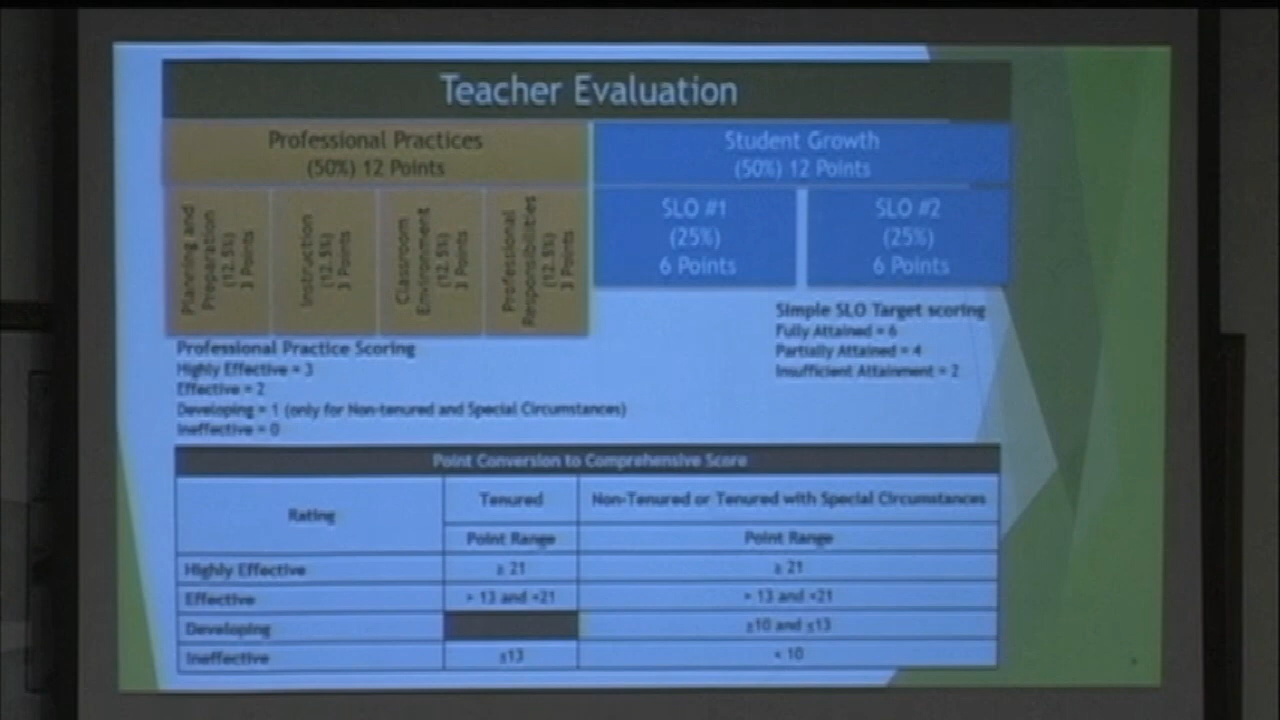 Teacher Evaluation
Professional Practices
(50%) 12 Points
Student Growth
(50%) 12 Points
Planning and
Preparation
(12.5%)
3 Points
Instruction
(12.5%)
3 Points
Classroom
Environment
(12.5%)
3 Points
Professional
Responsibilities
(12.5%)
3 Points
SLO #1
(25%)
6 Points
SLO #2
(25%)
6 Points
Professional Practice Scoring
Highly Effective = 3
Effective = 2
Developing = 1 (only for Non-tenured and Special Circumstances)
Ineffective = 0
Simple SLO Target scoring
Fully Attained = 6
Partially Attained = 4
Insufficient Attainment = 2
Point Conversion to Comprehensive Score
Rating
Tenured
Non-Tenured or Tenured with Special Circumstances
Point Range
Point Range
Highly Effective
≥ 21
≥ 21
Effective
> 13 and <21
> 13 and <21
Developing
≥10 and ≤13
Ineffective
≤13
< 10